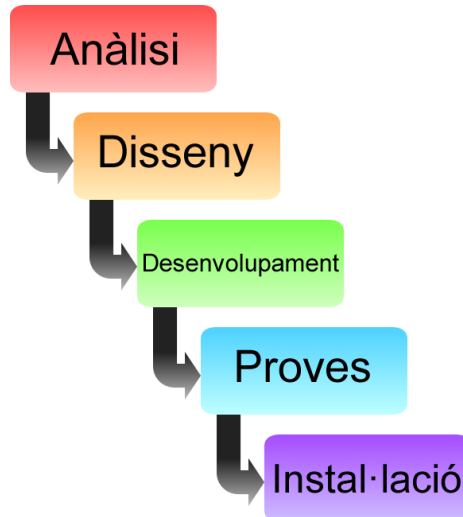 Anàlisi
Disseny
Desenvolupament
Proves
Instal·lació